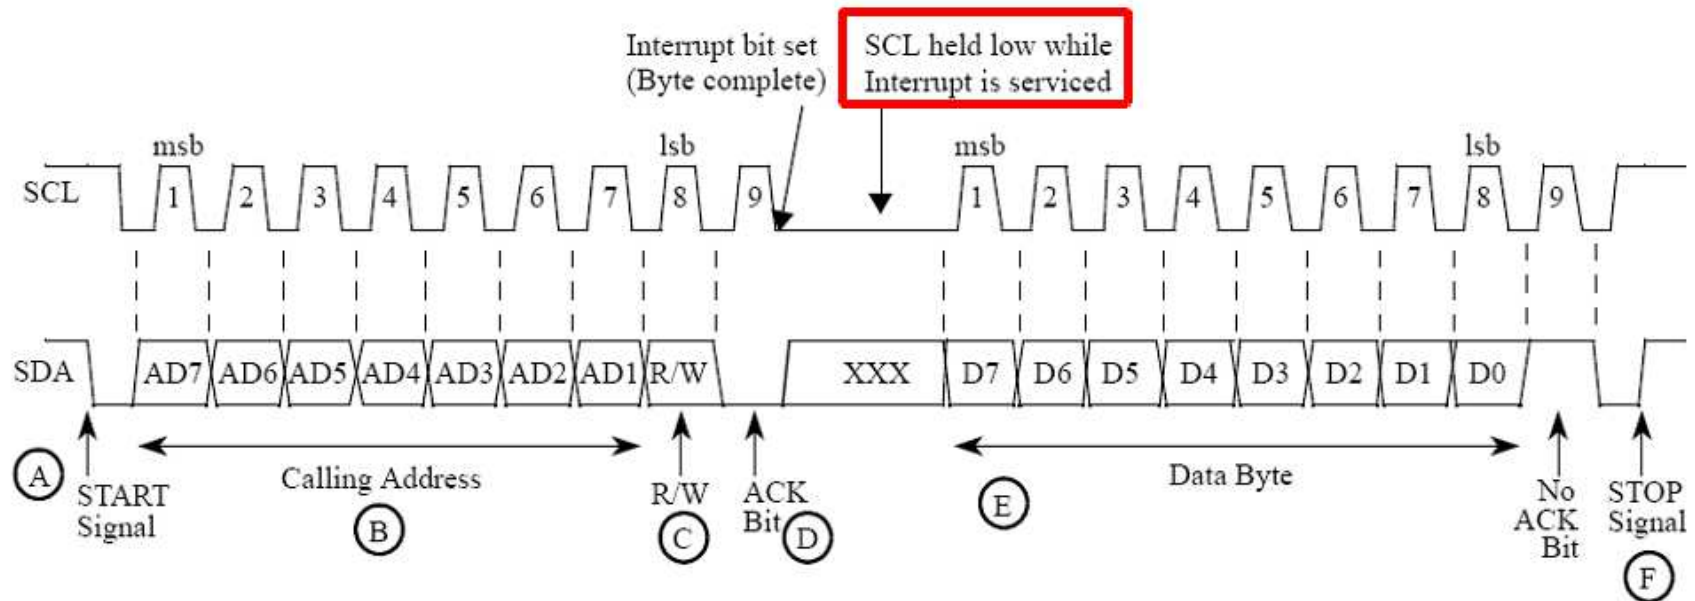 Interrupt bit set
(Byte complete)
SCL held low while
Interrupt is serviced
msb lsb msb lsb
SCL 1 2 3 4 5 6 7 8 9 1 2 3 4 5 6 7 8 9
SDA AD7 AD6 AD5 AD4 AD3 AD2 AD1 R/W XXX D7 D6 D5 D4 D3 D2 D1 D0
A
START
Signal
Calling Address
B
R/W
C
ACK
Bit D
E
Data Byte
No
ACK
Bit
STOP
Signal
F